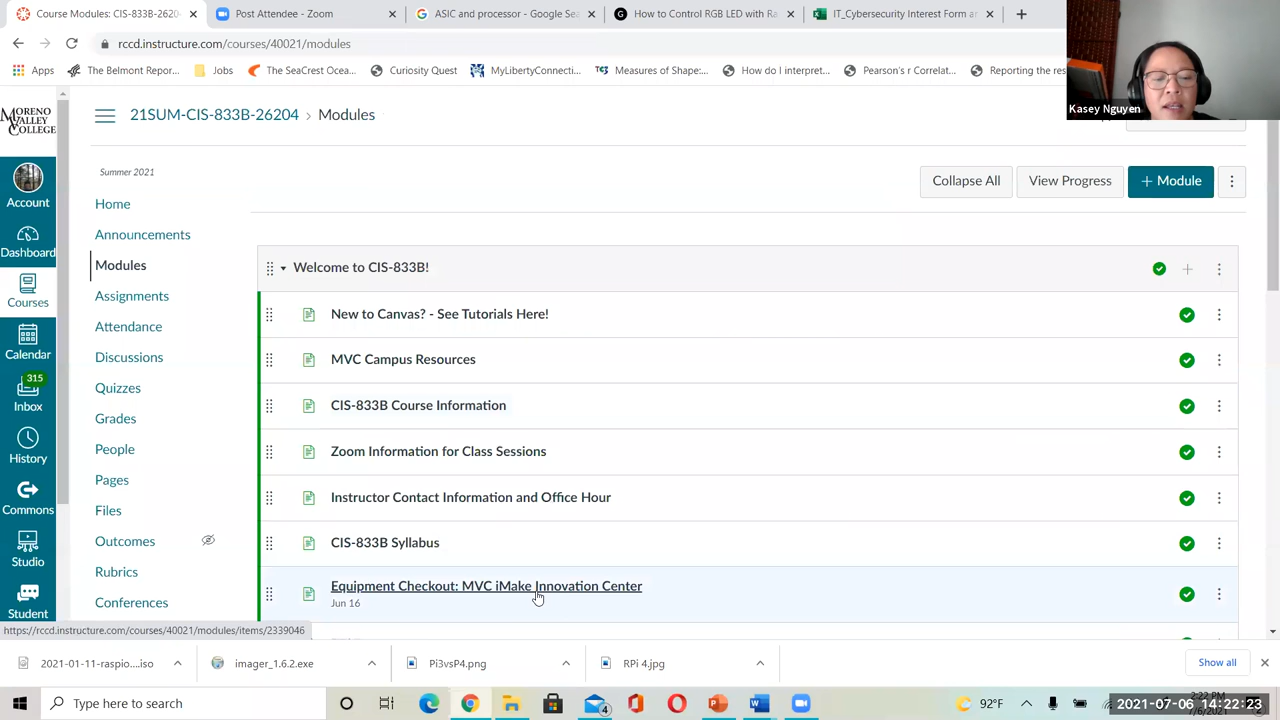 Course Modules: CIS-833B-2620
Post Attendee - Zoom
ASIC and processor - Google Sea
How to Control RGB LED with Ra
IT_Cybersecurity Interest Form an
rccd.instructure.com/courses/40021/modules
Apps
The Belmont Repor...
Jobs
The SeaCrest Ocea...
Curiosity Quest
MyLibertyConnecti...
Measures of Shape:...
How do I interpret...
Pearson's r Correlat...
Reporting the res
Kasey Nguyen
MORENO VALLEY COLLEGE
21SUM-CIS-833B-26204 › Modules
Summer 2021
Collapse All
View Progress
+ Module
Account
Dashboard
Courses
Calendar
315
Inbox
History
Commons
Studio
Student
Home
Announcements
Modules
Assignments
Attendance
Discussions
Quizzes
Grades
People
Pages
Files
Outcomes
Rubrics
Conferences
Welcome to CIS-833B!
New to Canvas? - See Tutorials Here!
MVC Campus Resources
CIS-833B Course Information
Zoom Information for Class Sessions
Instructor Contact Information and Office Hour
CIS-833B Syllabus
Equipment Checkout: MVC iMake Innovation Center
Jun 16
https://rccd.instructure.com/courses/40021/modules/items/2339046
2021-01-11-raspio...iso
imager_1.6.2.exe
Pi3vsP4.png
RPi 4.jpg
Show all
Type here to search
4
92°F
2:22 PM
7/6/2021
2021-07-06 14:22:23